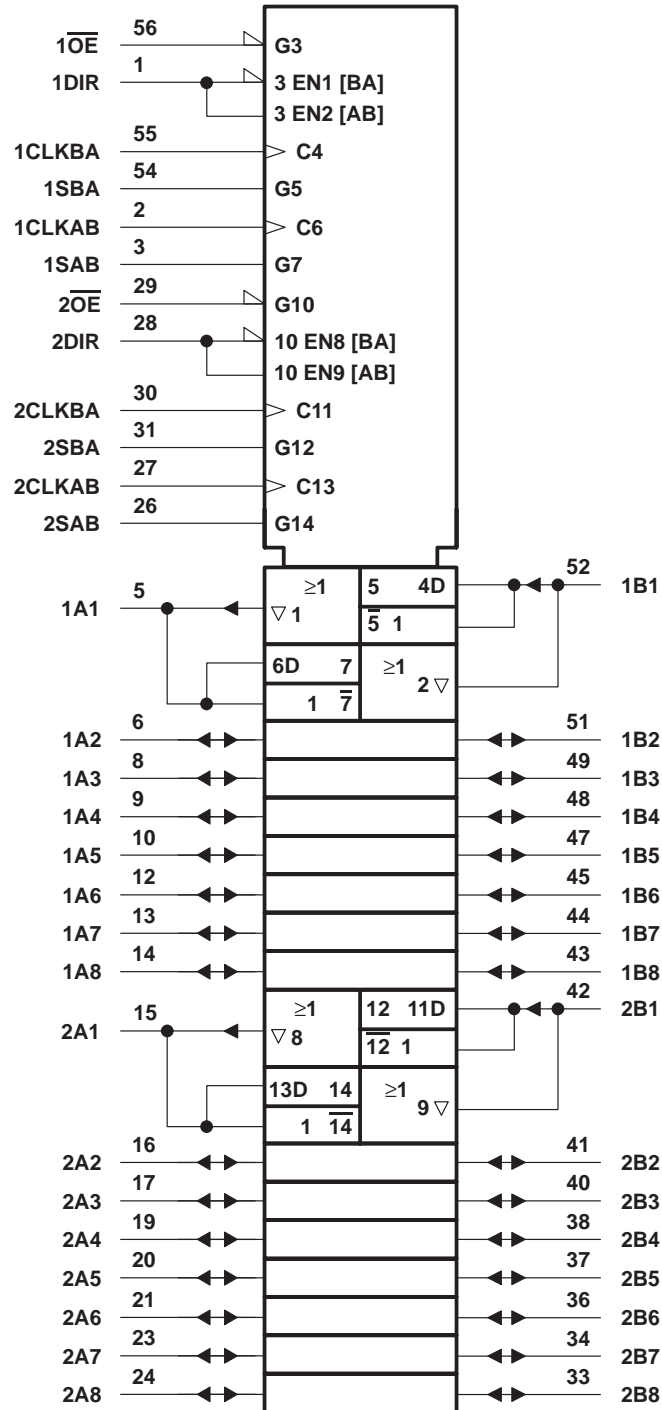 56
1O̅E̅ G3
1
1DIR 3 EN1 [BA]
3 EN2 [AB]
55
1CLKBA C4
54
1SBA G5
2
1CLKAB C6
3
1SAB G7
29
2O̅E̅ G10
28
2DIR 10 EN8 [BA]
10 EN9 [AB]
30
2CLKBA C11
31
2SBA G12
27
2CLKAB C13
26
2SAB G14
5 ≥1 5 4D 52
1A1 ▽ 1 5̅ 1 1B1
6D 7 ≥1
1 7̅ 2 ▽
6 51
1A2 1B2
8 49
1A3 1B3
9 48
1A4 1B4
10 47
1A5 1B5
12 45
1A6 1B6
13 44
1A7 1B7
14 43
1A8 1B8
15 ≥1 12 11D 42
2A1 ▽ 8 1̅2̅ 1 2B1
13D 14 ≥1
1 1̅4̅ 9 ▽
16 41
2A2 2B2
17 40
2A3 2B3
19 38
2A4 2B4
20 37
2A5 2B5
21 36
2A6 2B6
23 34
2A7 2B7
24 33
2A8 2B8